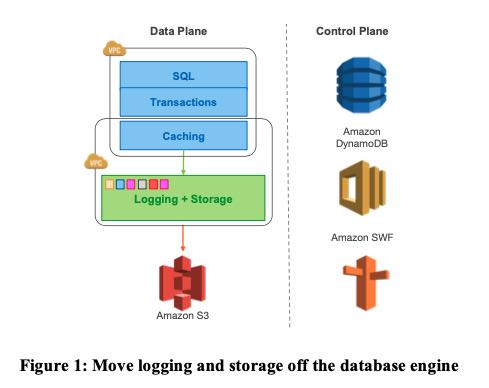 Data Plane
Control Plane
VPC
SQL
Transactions
Caching
Amazon
DynamoDB
VPC
Logging + Storage
Amazon SWF
Amazon S3
Figure 1: Move logging and storage off the database engine